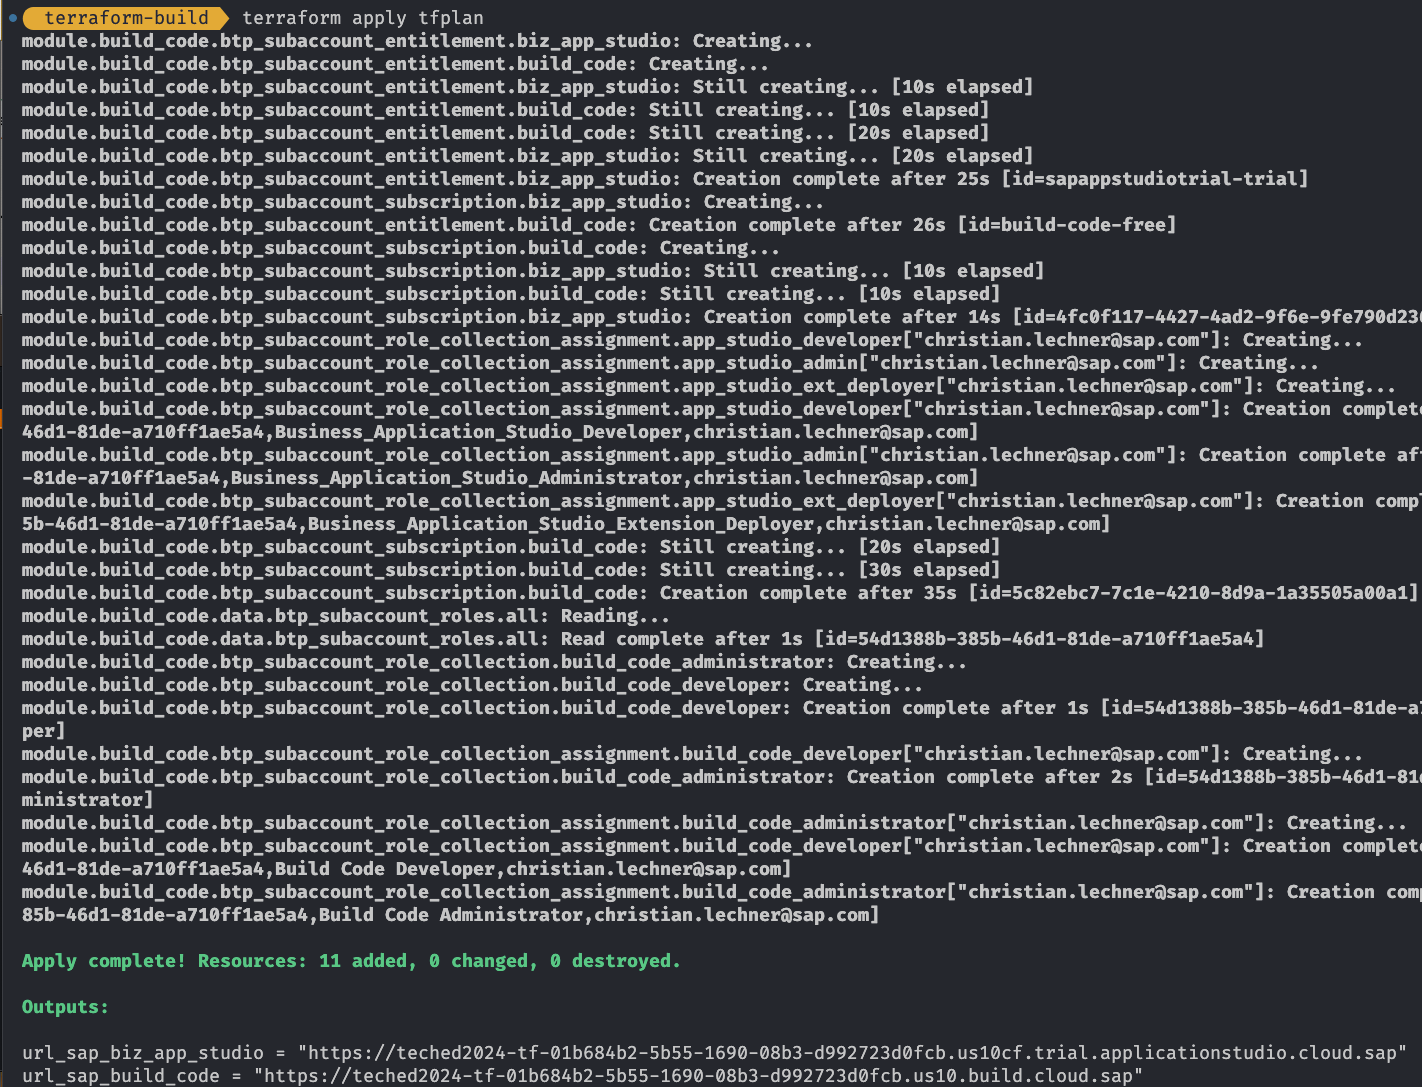 terraform-build terraform apply tfplan
module.build_code.btp_subaccount_entitlement.biz_app_studio: Creating...
module.build_code.btp_subaccount_entitlement.build_code: Creating...
module.build_code.btp_subaccount_entitlement.biz_app_studio: Still creating... [10s elapsed]
module.build_code.btp_subaccount_entitlement.build_code: Still creating... [10s elapsed]
module.build_code.btp_subaccount_entitlement.build_code: Still creating... [20s elapsed]
module.build_code.btp_subaccount_entitlement.biz_app_studio: Still creating... [20s elapsed]
module.build_code.btp_subaccount_entitlement.biz_app_studio: Creation complete after 25s [id=sapappstudiotrial-trial]
module.build_code.btp_subaccount_subscription.biz_app_studio: Creating...
module.build_code.btp_subaccount_entitlement.build_code: Creation complete after 26s [id=build-code-free]
module.build_code.btp_subaccount_subscription.build_code: Creating...
module.build_code.btp_subaccount_subscription.biz_app_studio: Still creating... [10s elapsed]
module.build_code.btp_subaccount_subscription.build_code: Still creating... [10s elapsed]
module.build_code.btp_subaccount_subscription.biz_app_studio: Creation complete after 14s [id=4fc0f117-4427-4ad2-9f6e-9fe790d236
module.build_code.btp_subaccount_role_collection_assignment.app_studio_developer["christian.lechner@sap.com"]: Creating...
module.build_code.btp_subaccount_role_collection_assignment.app_studio_admin["christian.lechner@sap.com"]: Creating...
module.build_code.btp_subaccount_role_collection_assignment.app_studio_ext_deployer["christian.lechner@sap.com"]: Creating...
module.build_code.btp_subaccount_role_collection_assignment.app_studio_developer["christian.lechner@sap.com"]: Creation complete
46d1-81de-a710ff1ae5a4,Business_Application_Studio_Developer,christian.lechner@sap.com]
module.build_code.btp_subaccount_role_collection_assignment.app_studio_admin["christian.lechner@sap.com"]: Creation complete aft
-81de-a710ff1ae5a4,Business_Application_Studio_Administrator,christian.lechner@sap.com]
module.build_code.btp_subaccount_role_collection_assignment.app_studio_ext_deployer["christian.lechner@sap.com"]: Creation compl
5b-46d1-81de-a710ff1ae5a4,Business_Application_Studio_Extension_Deployer,christian.lechner@sap.com]
module.build_code.btp_subaccount_subscription.build_code: Still creating... [20s elapsed]
module.build_code.btp_subaccount_subscription.build_code: Still creating... [30s elapsed]
module.build_code.btp_subaccount_subscription.build_code: Creation complete after 35s [id=5c82ebc7-7c1e-4210-8d9a-1a35505a00a1]
module.build_code.data.btp_subaccount_roles.all: Reading...
module.build_code.data.btp_subaccount_roles.all: Read complete after 1s [id=54d1388b-385b-46d1-81de-a710ff1ae5a4]
module.build_code.btp_subaccount_role_collection.build_code_administrator: Creating...
module.build_code.btp_subaccount_role_collection.build_code_developer: Creating...
module.build_code.btp_subaccount_role_collection.build_code_developer: Creation complete after 1s [id=54d1388b-385b-46d1-81de-a7
per]
module.build_code.btp_subaccount_role_collection_assignment.build_code_developer["christian.lechner@sap.com"]: Creating...
module.build_code.btp_subaccount_role_collection.build_code_administrator: Creation complete after 2s [id=54d1388b-385b-46d1-81d
ministrator]
module.build_code.btp_subaccount_role_collection_assignment.build_code_administrator["christian.lechner@sap.com"]: Creating...
module.build_code.btp_subaccount_role_collection_assignment.build_code_developer["christian.lechner@sap.com"]: Creation complete
46d1-81de-a710ff1ae5a4,Build Code Developer,christian.lechner@sap.com]
module.build_code.btp_subaccount_role_collection_assignment.build_code_administrator["christian.lechner@sap.com"]: Creation comp
85b-46d1-81de-a710ff1ae5a4,Build Code Administrator,christian.lechner@sap.com]
Apply complete! Resources: 11 added, 0 changed, 0 destroyed.
Outputs:
url_sap_biz_app_studio = "https://teched2024-tf-01b684b2-5b55-1690-08b3-d992723d0fcb.us10cf.trial.applicationstudio.cloud.sap"
url_sap_build_code = "https://teched2024-tf-01b684b2-5b55-1690-08b3-d992723d0fcb.us10.build.cloud.sap"